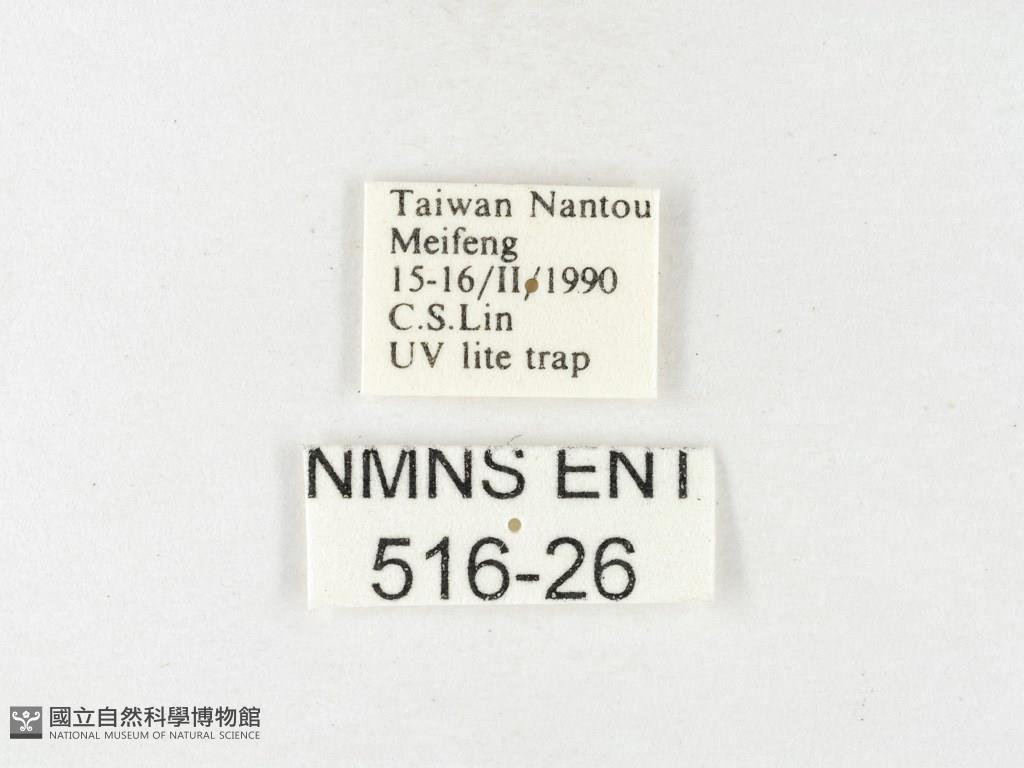 Taiwan Nantou
Meifeng
15-16/II/1990
C.S.Lin
UV lite trap
NMNS ENT
516-26
國立自然科學博物館
NATIONAL MUSEUM OF NATURAL SCIENCE